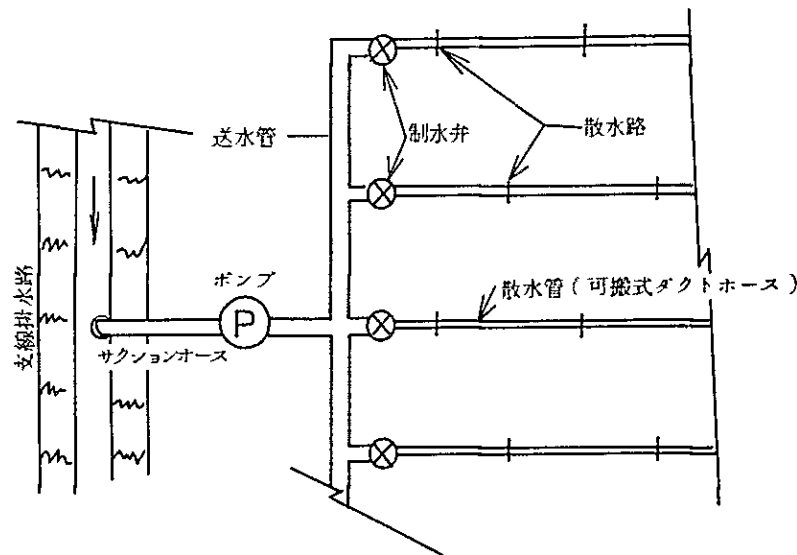 送水管
制水弁
散水路
支線排水路
ポンプ
P
サクションオース
散水管(可搬式ダクトホース)